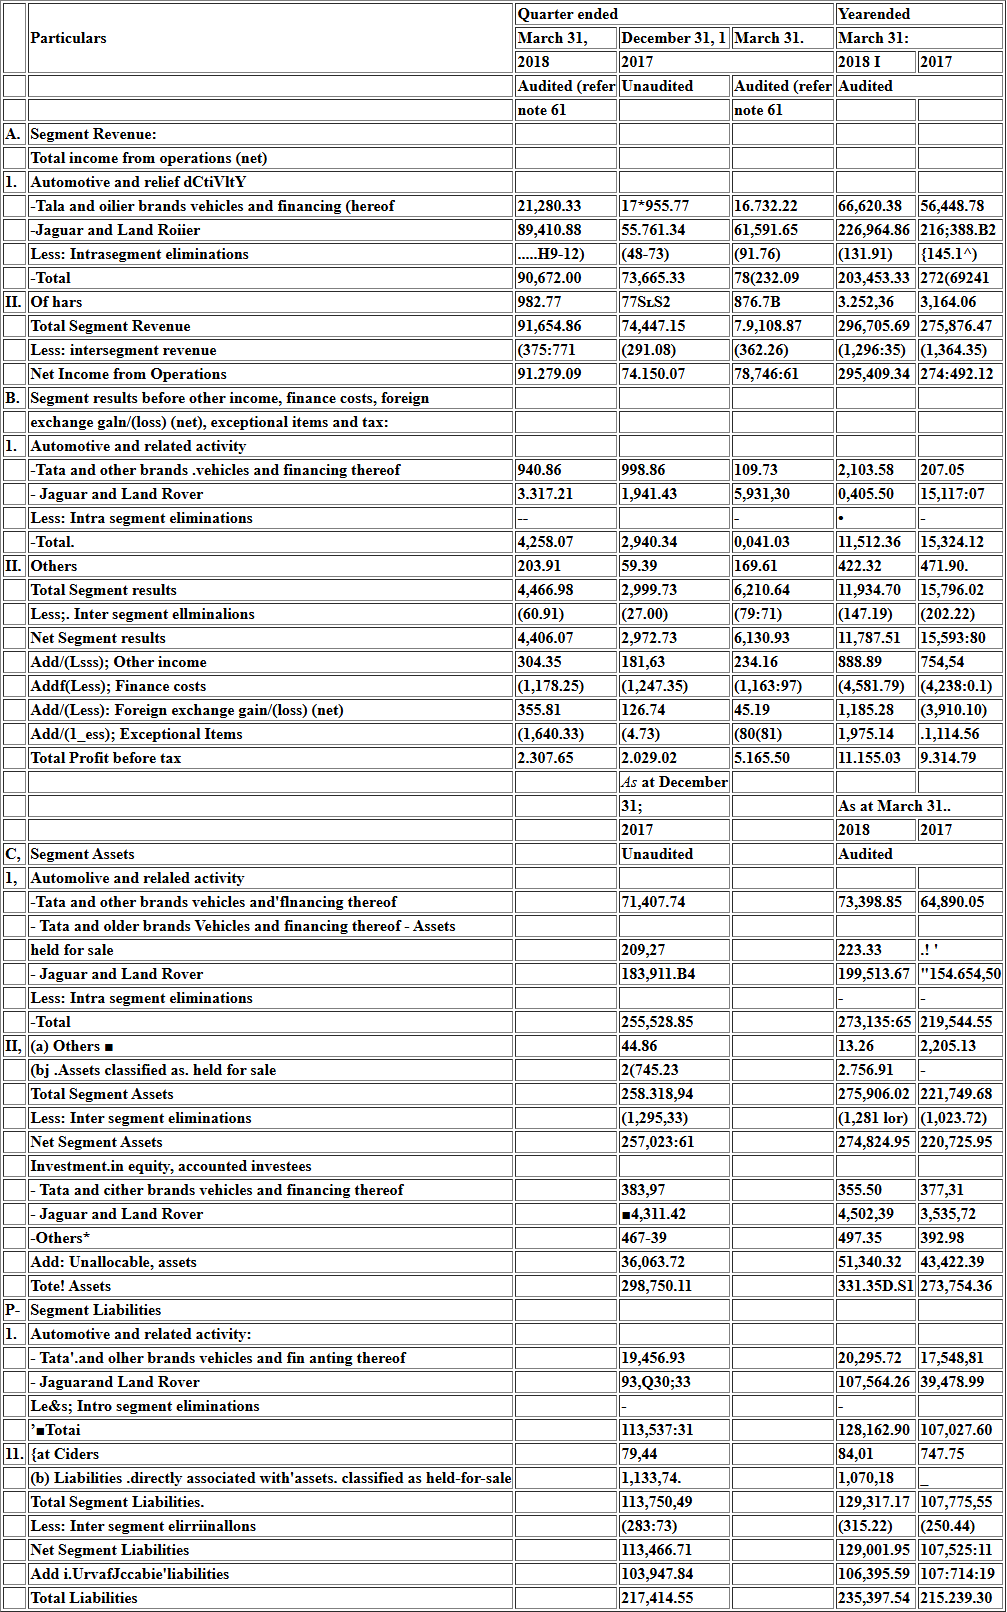 Quarter ended Yearended
Particulars March 31, December 31, 1 March 31. March 31:
2018 2017 2018 I 2017
Audited (refer Unaudited Audited (refer Audited
note 61 note 61
A. Segment Revenue:
Total income from operations (net)
1. Automotive and relief dCtiVltY
-Tala and oilier brands vehicles and financing (hereof 21,280.33 17*955.77 16.732.22 66,620.38 56,448.78
-Jaguar and Land Roiier 89,410.88 55.761.34 61,591.65 226,964.86 216;388.B2
Less: Intrasegment eliminations .....H9-12) (48-73) (91.76) (131.91) {145.1^)
-Total 90,672.00 73,665.33 78(232.09 203,453.33 272(69241
II. Of hars 982.77 77SʟS2 876.7B 3.252,36 3,164.06
Total Segment Revenue 91,654.86 74,447.15 7.9,108.87 296,705.69 275,876.47
Less: intersegment revenue (375:771 (291.08) (362.26) (1,296:35) (1,364.35)
Net Income from Operations 91.279.09 74.150.07 78,746:61 295,409.34 274:492.12
B. Segment results before other income, finance costs, foreign
exchange galn/(loss) (net), exceptional items and tax:
1. Automotive and related activity
-Tata and other brands .vehicles and financing thereof 940.86 998.86 109.73 2,103.58 207.05
- Jaguar and Land Rover 3.317.21 1,941.43 5,931,30 0,405.50 15,117:07
Less: Intra segment eliminations -- - • -
-Total. 4,258.07 2,940.34 0,041.03 11,512.36 15,324.12
II. Others 203.91 59.39 169.61 422.32 471.90.
Total Segment results 4,466.98 2,999.73 6,210.64 11,934.70 15,796.02
Less;. Inter segment ellminalions (60.91) (27.00) (79:71) (147.19) (202.22)
Net Segment results 4,406.07 2,972.73 6,130.93 11,787.51 15,593:80
Add/(Lsss); Other income 304.35 181,63 234.16 888.89 754,54
Addf(Less); Finance costs (1,178.25) (1,247.35) (1,163:97) (4,581.79) (4,238:0.1)
Add/(Less): Foreign exchange gain/(loss) (net) 355.81 126.74 45.19 1,185.28 (3,910.10)
Add/(1_ess); Exceptional Items (1,640.33) (4.73) (80(81) 1,975.14 .1,114.56
Total Profit before tax 2.307.65 2.029.02 5.165.50 11.155.03 9.314.79
As at December
31; As at March 31..
2017 2018 2017
C, Segment Assets Unaudited Audited
1, Automolive and relaled activity
-Tata and other brands vehicles and'flnancing thereof 71,407.74 73,398.85 64,890.05
- Tata and older brands Vehicles and financing thereof - Assets
held for sale 209,27 223.33 .! '
- Jaguar and Land Rover 183,911.B4 199,513.67 "154.654,50
Less: Intra segment eliminations - -
-Total 255,528.85 273,135:65 219,544.55
II, (a) Others ■ 44.86 13.26 2,205.13
(bj .Assets classified as. held for sale 2(745.23 2.756.91 -
Total Segment Assets 258.318,94 275,906.02 221,749.68
Less: Inter segment eliminations (1,295,33) (1,281 lor) (1,023.72)
Net Segment Assets 257,023:61 274,824.95 220,725.95
Investment.in equity, accounted investees
- Tata and cither brands vehicles and financing thereof 383,97 355.50 377,31
- Jaguar and Land Rover ■4,311.42 4,502,39 3,535,72
-Others* 467-39 497.35 392.98
Add: Unallocable, assets 36,063.72 51,340.32 43,422.39
Tote! Assets 298,750.11 331.35D.S1 273,754.36
P- Segment Liabilities
1. Automotive and related activity:
- Tata'.and olher brands vehicles and fin anting thereof 19,456.93 20,295.72 17,548,81
- Jaguarand Land Rover 93,Q30;33 107,564.26 39,478.99
Le&s; Intro segment eliminations - -
’■Totai 113,537:31 128,162.90 107,027.60
11. {at Ciders 79,44 84,01 747.75
(b) Liabilities .directly associated with'assets. classified as held-for-sale 1,133,74. 1,070,18 _
Total Segment Liabilities. 113,750,49 129,317.17 107,775,55
Less: Inter segment elirriinallons (283:73) (315.22) (250.44)
Net Segment Liabilities 113,466.71 129,001.95 107,525:11
Add i.UrvafJccabie'liabilities 103,947.84 106,395.59 107:714:19
Total Liabilities 217,414.55 235,397.54 215.239.30